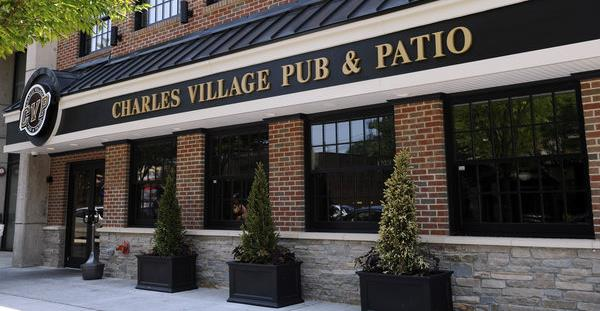 CVP
CHARLES VILLAGE PUB & PATIO